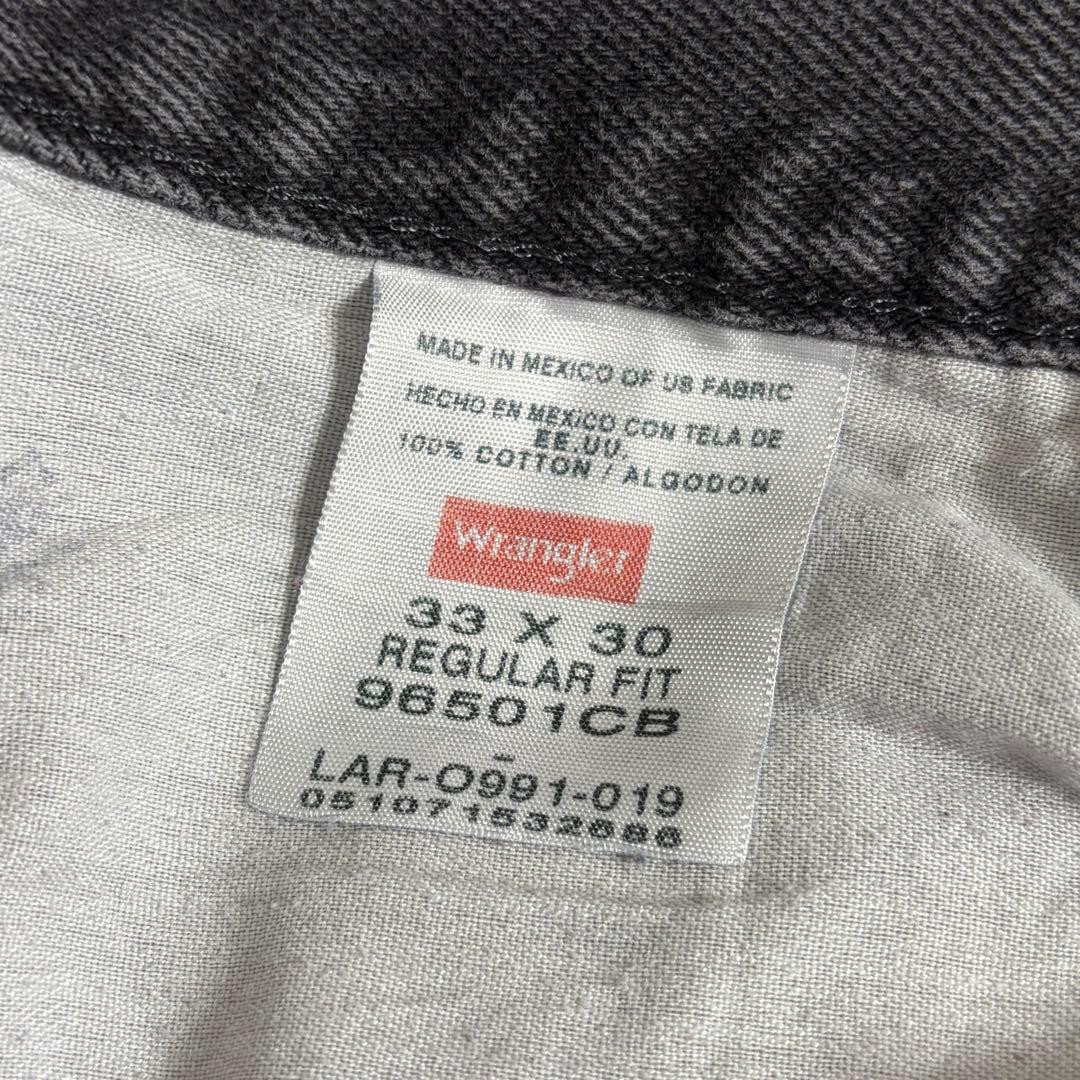 MADE IN MEXICO OF US FABRIC
HECHO EN MEXICO CON TELA DE
EE.UU.
100% COTTON / ALGODON
Wrangler
33 X 30
REGULAR FIT
96501CB
-
LAR-O991-019
051071532686